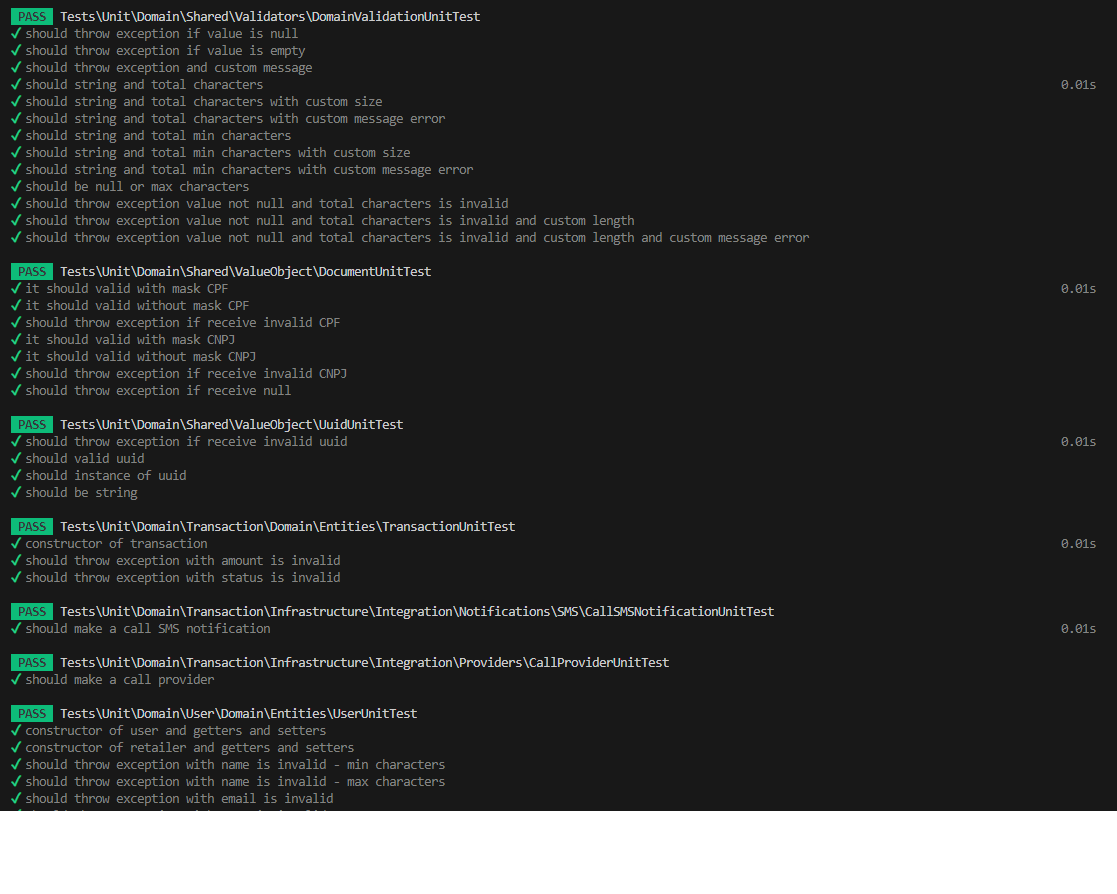 PASS Tests\Unit\Domain\Shared\Validators\DomainValidationUnitTest
✓ should throw exception if value is null
✓ should throw exception if value is empty
✓ should throw exception and custom message
✓ should string and total characters 0.01s
✓ should string and total characters with custom size
✓ should string and total characters with custom message error
✓ should string and total min characters
✓ should string and total min characters with custom size
✓ should string and total min characters with custom message error
✓ should be null or max characters
✓ should throw exception value not null and total characters is invalid
✓ should throw exception value not null and total characters is invalid and custom length
✓ should throw exception value not null and total characters is invalid and custom length and custom message error
PASS Tests\Unit\Domain\Shared\ValueObject\DocumentUnitTest
✓ it should valid with mask CPF 0.01s
✓ it should valid without mask CPF
✓ should throw exception if receive invalid CPF
✓ it should valid with mask CNPJ
✓ it should valid without mask CNPJ
✓ should throw exception if receive invalid CNPJ
✓ should throw exception if receive null
PASS Tests\Unit\Domain\Shared\ValueObject\UuidUnitTest
✓ should throw exception if receive invalid uuid 0.01s
✓ should valid uuid
✓ should instance of uuid
✓ should be string
PASS Tests\Unit\Domain\Transaction\Domain\Entities\TransactionUnitTest
✓ constructor of transaction 0.01s
✓ should throw exception with amount is invalid
✓ should throw exception with status is invalid
PASS Tests\Unit\Domain\Transaction\Infrastructure\Integration\Notifications\SMS\CallSMSNotificationUnitTest
✓ should make a call SMS notification 0.01s
PASS Tests\Unit\Domain\Transaction\Infrastructure\Integration\Providers\CallProviderUnitTest
✓ should make a call provider
PASS Tests\Unit\Domain\User\Domain\Entities\UserUnitTest
✓ constructor of user and getters and setters
✓ constructor of retailer and getters and setters
✓ should throw exception with name is invalid - min characters
✓ should throw exception with name is invalid - max characters
✓ should throw exception with email is invalid